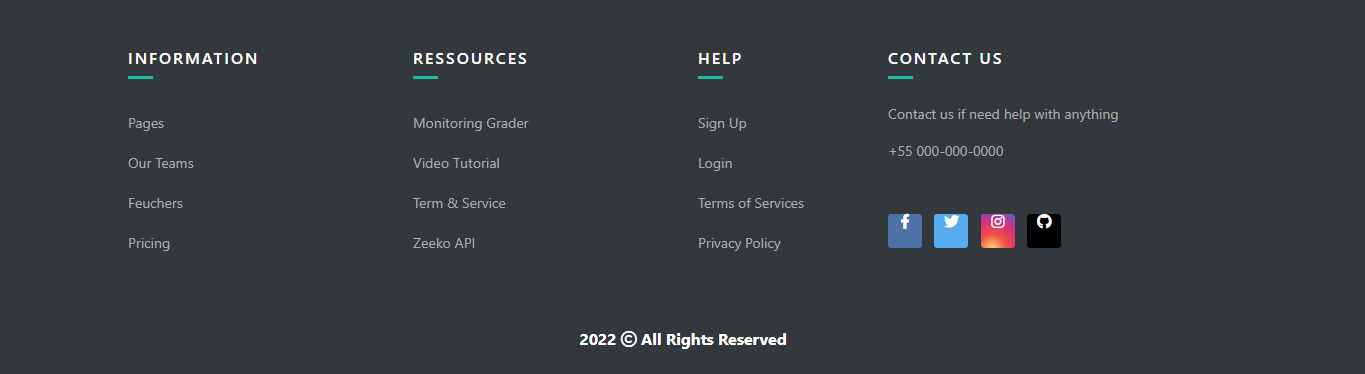 INFORMATION
Pages
Our Teams
Feuchers
Pricing
RESSOURCES
Monitoring Grader
Video Tutorial
Term & Service
Zeeko API
HELP
Sign Up
Login
Terms of Services
Privacy Policy
CONTACT US
Contact us if need help with anything
+55 000-000-0000
2022 © All Rights Reserved